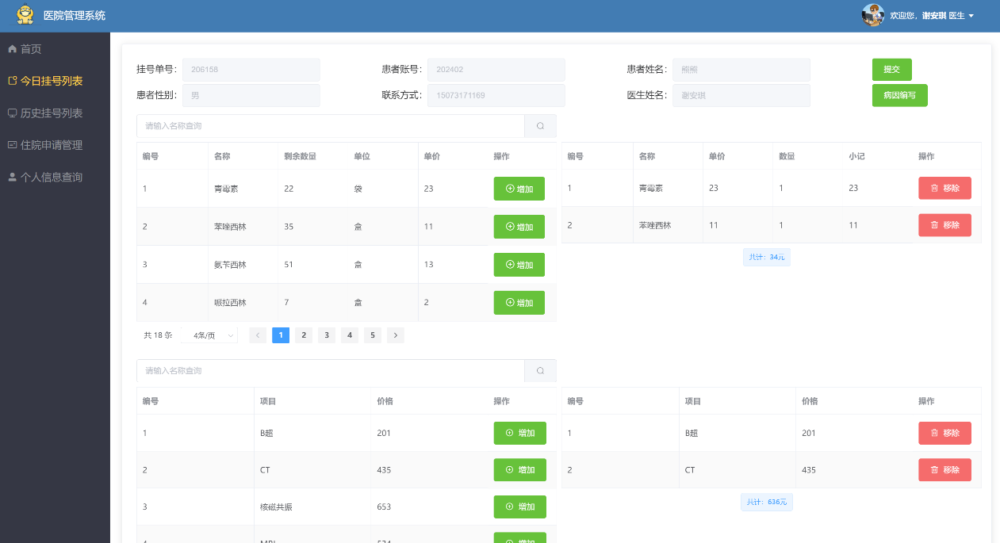 医院管理系统
欢迎您，谢安琪 医生
首页
今日挂号列表
历史挂号列表
住院申请管理
个人信息查询
挂号单号： 206158 患者账号： 202402 患者姓名： 熊熊 提交
患者性别： 男 联系方式： 15073171169 医生姓名： 谢安琪 病因编写
请输入名称查询
编号 名称 剩余数量 单位 单价 操作
1 青霉素 22 袋 23 增加
2 苯唑西林 35 盒 11 增加
3 氨苄西林 51 盒 13 增加
4 哌拉西林 7 盒 2 增加
共 18 条 4条/页 1 2 3 4 5
编号 名称 单价 数量 小记 操作
1 青霉素 23 1 23 移除
2 苯唑西林 11 1 11 移除
共计：34元
请输入名称查询
编号 项目 价格 操作
1 B超 201 增加
2 CT 435 增加
3 核磁共振 653 增加
编号 项目 价格 操作
1 B超 201 移除
2 CT 435 移除
共计：636元